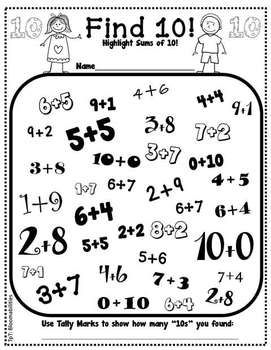 10 Find 10! 10
Highlight Sums of 10!
Name
6+5 9+1 4+6 4+4 9+1
9+2 5+5 3+8 7+2
3+8 10+0 3+7 0+10
1+9 1+7 6+7 7+9 4+5
6+4 6+4 9+3
2+8 2+2 8+2 10+0
5+6
7+1 3+7 4+6 7+3 6+4
0+10 6+4 2+8
Use Tally Marks to show how many "10s" you found: